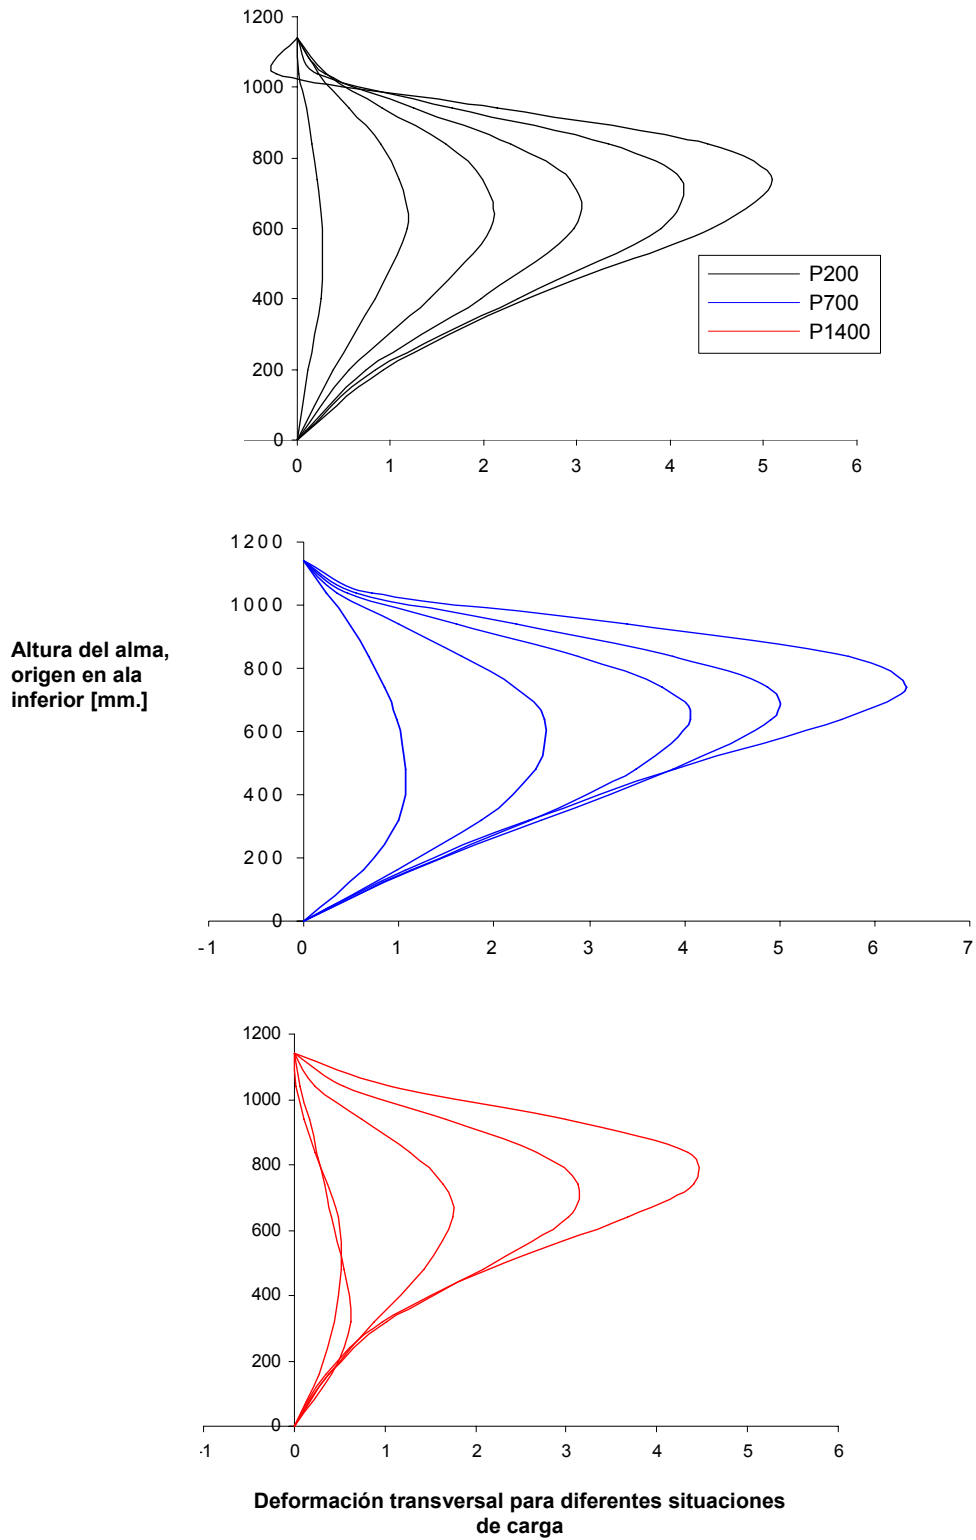 1200
1000
800
600
400
200
0
0 1 2 3 4 5 6
P200
P700
P1400
1200
1000
800
600
400
200
0
-1 0 1 2 3 4 5 6 7
Altura del alma,
origen en ala
inferior [mm.]
1200
1000
800
600
400
200
0
-1 0 1 2 3 4 5 6
Deformación transversal para diferentes situaciones
de carga